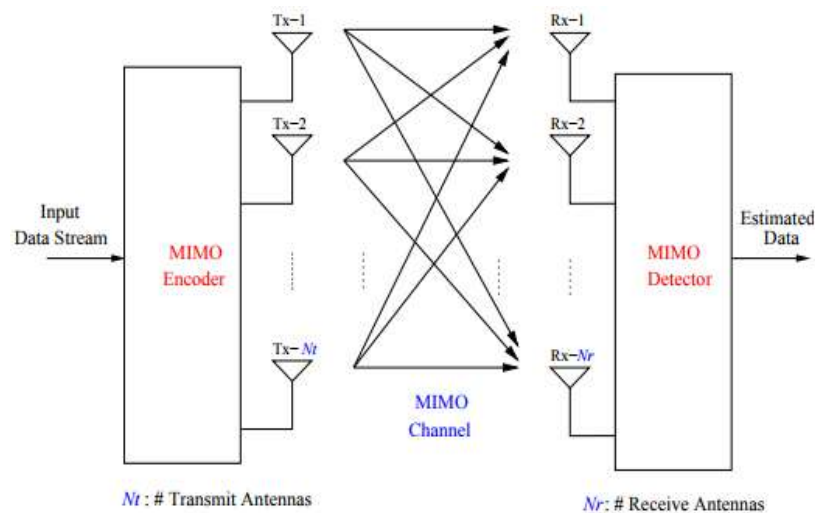 Tx-1
Rx-1
Tx-2
Rx-2
Input
Data Stream
MIMO
Encoder
MIMO
Detector
Estimated
Data
Tx-Nt
Rx-Nr
MIMO
Channel
Nt : # Transmit Antennas
Nr: # Receive Antennas